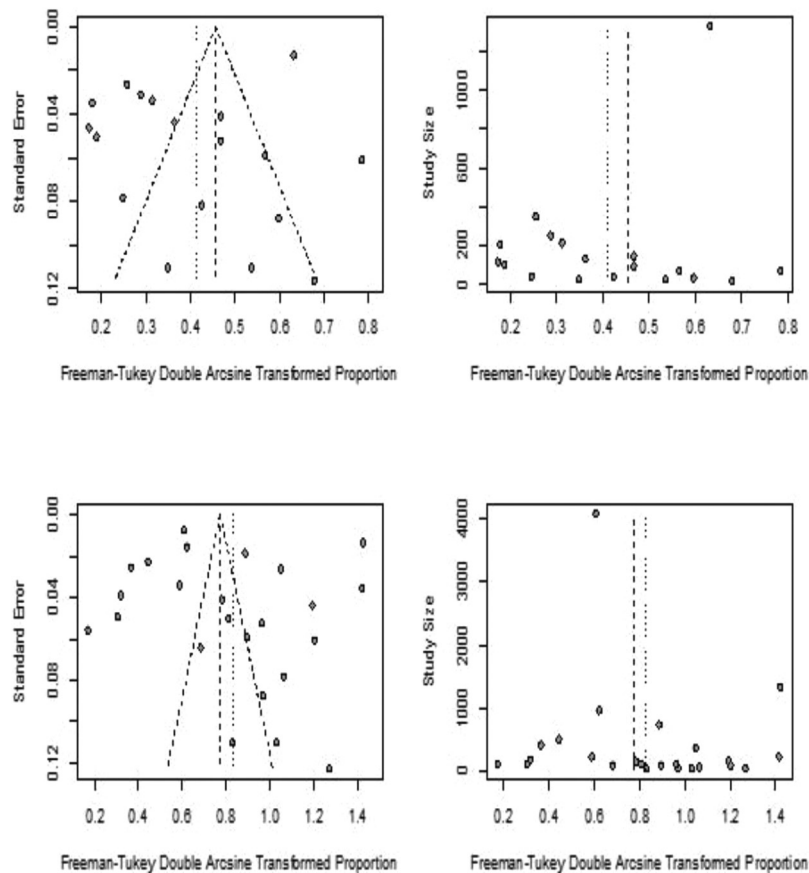 0.00
0.04
0.08
0.12
Standard Error
0.2 0.3 0.4 0.5 0.6 0.7 0.8
Freeman-Tukey Double Arcsine Transformed Proportion
1000
600
200
0
Study Size
0.2 0.3 0.4 0.5 0.6 0.7 0.8
Freeman-Tukey Double Arcsine Transformed Proportion
0.00
0.04
0.08
0.12
Standard Error
0.2 0.4 0.6 0.8 1.0 1.2 1.4
Freeman-Tukey Double Arcsine Transformed Proportion
4000
3000
2000
1000
0
Study Size
0.2 0.4 0.6 0.8 1.0 1.2 1.4
Freeman-Tukey Double Arcsine Transformed Proportion